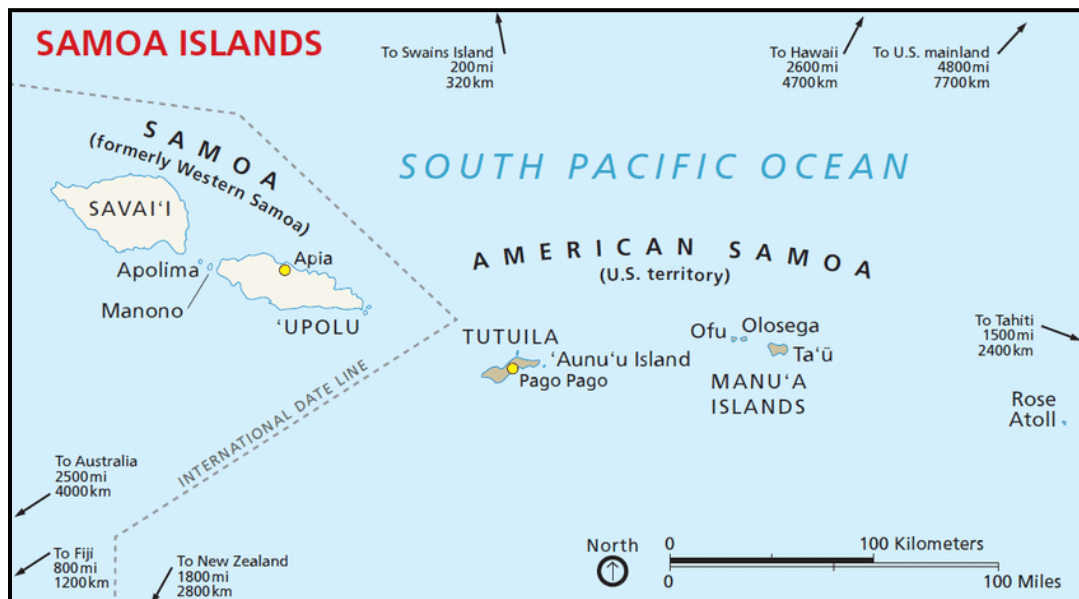 SAMOA ISLANDS
To Swains Island
200mi
320km
To Hawaii
2600mi
4700km
To U.S. mainland
4800mi
7700km
SAMOA
(formerly Western Samoa)
SOUTH PACIFIC OCEAN
SAVAI‘I
Apolima
Manono
Apia
‘UPOLU
AMERICAN SAMOA
(U.S. territory)
TUTUILA
‘Aunu‘u Island
Pago Pago
Ofu
Olosega
Ta‘ū
MANU‘A
ISLANDS
To Tahiti
1500mi
2400km
Rose
Atoll
INTERNATIONAL DATE LINE
To Australia
2500mi
4000km
To Fiji
800mi
1200km
To New Zealand
1800mi
2800km
North
0 100 Kilometers
0 100 Miles